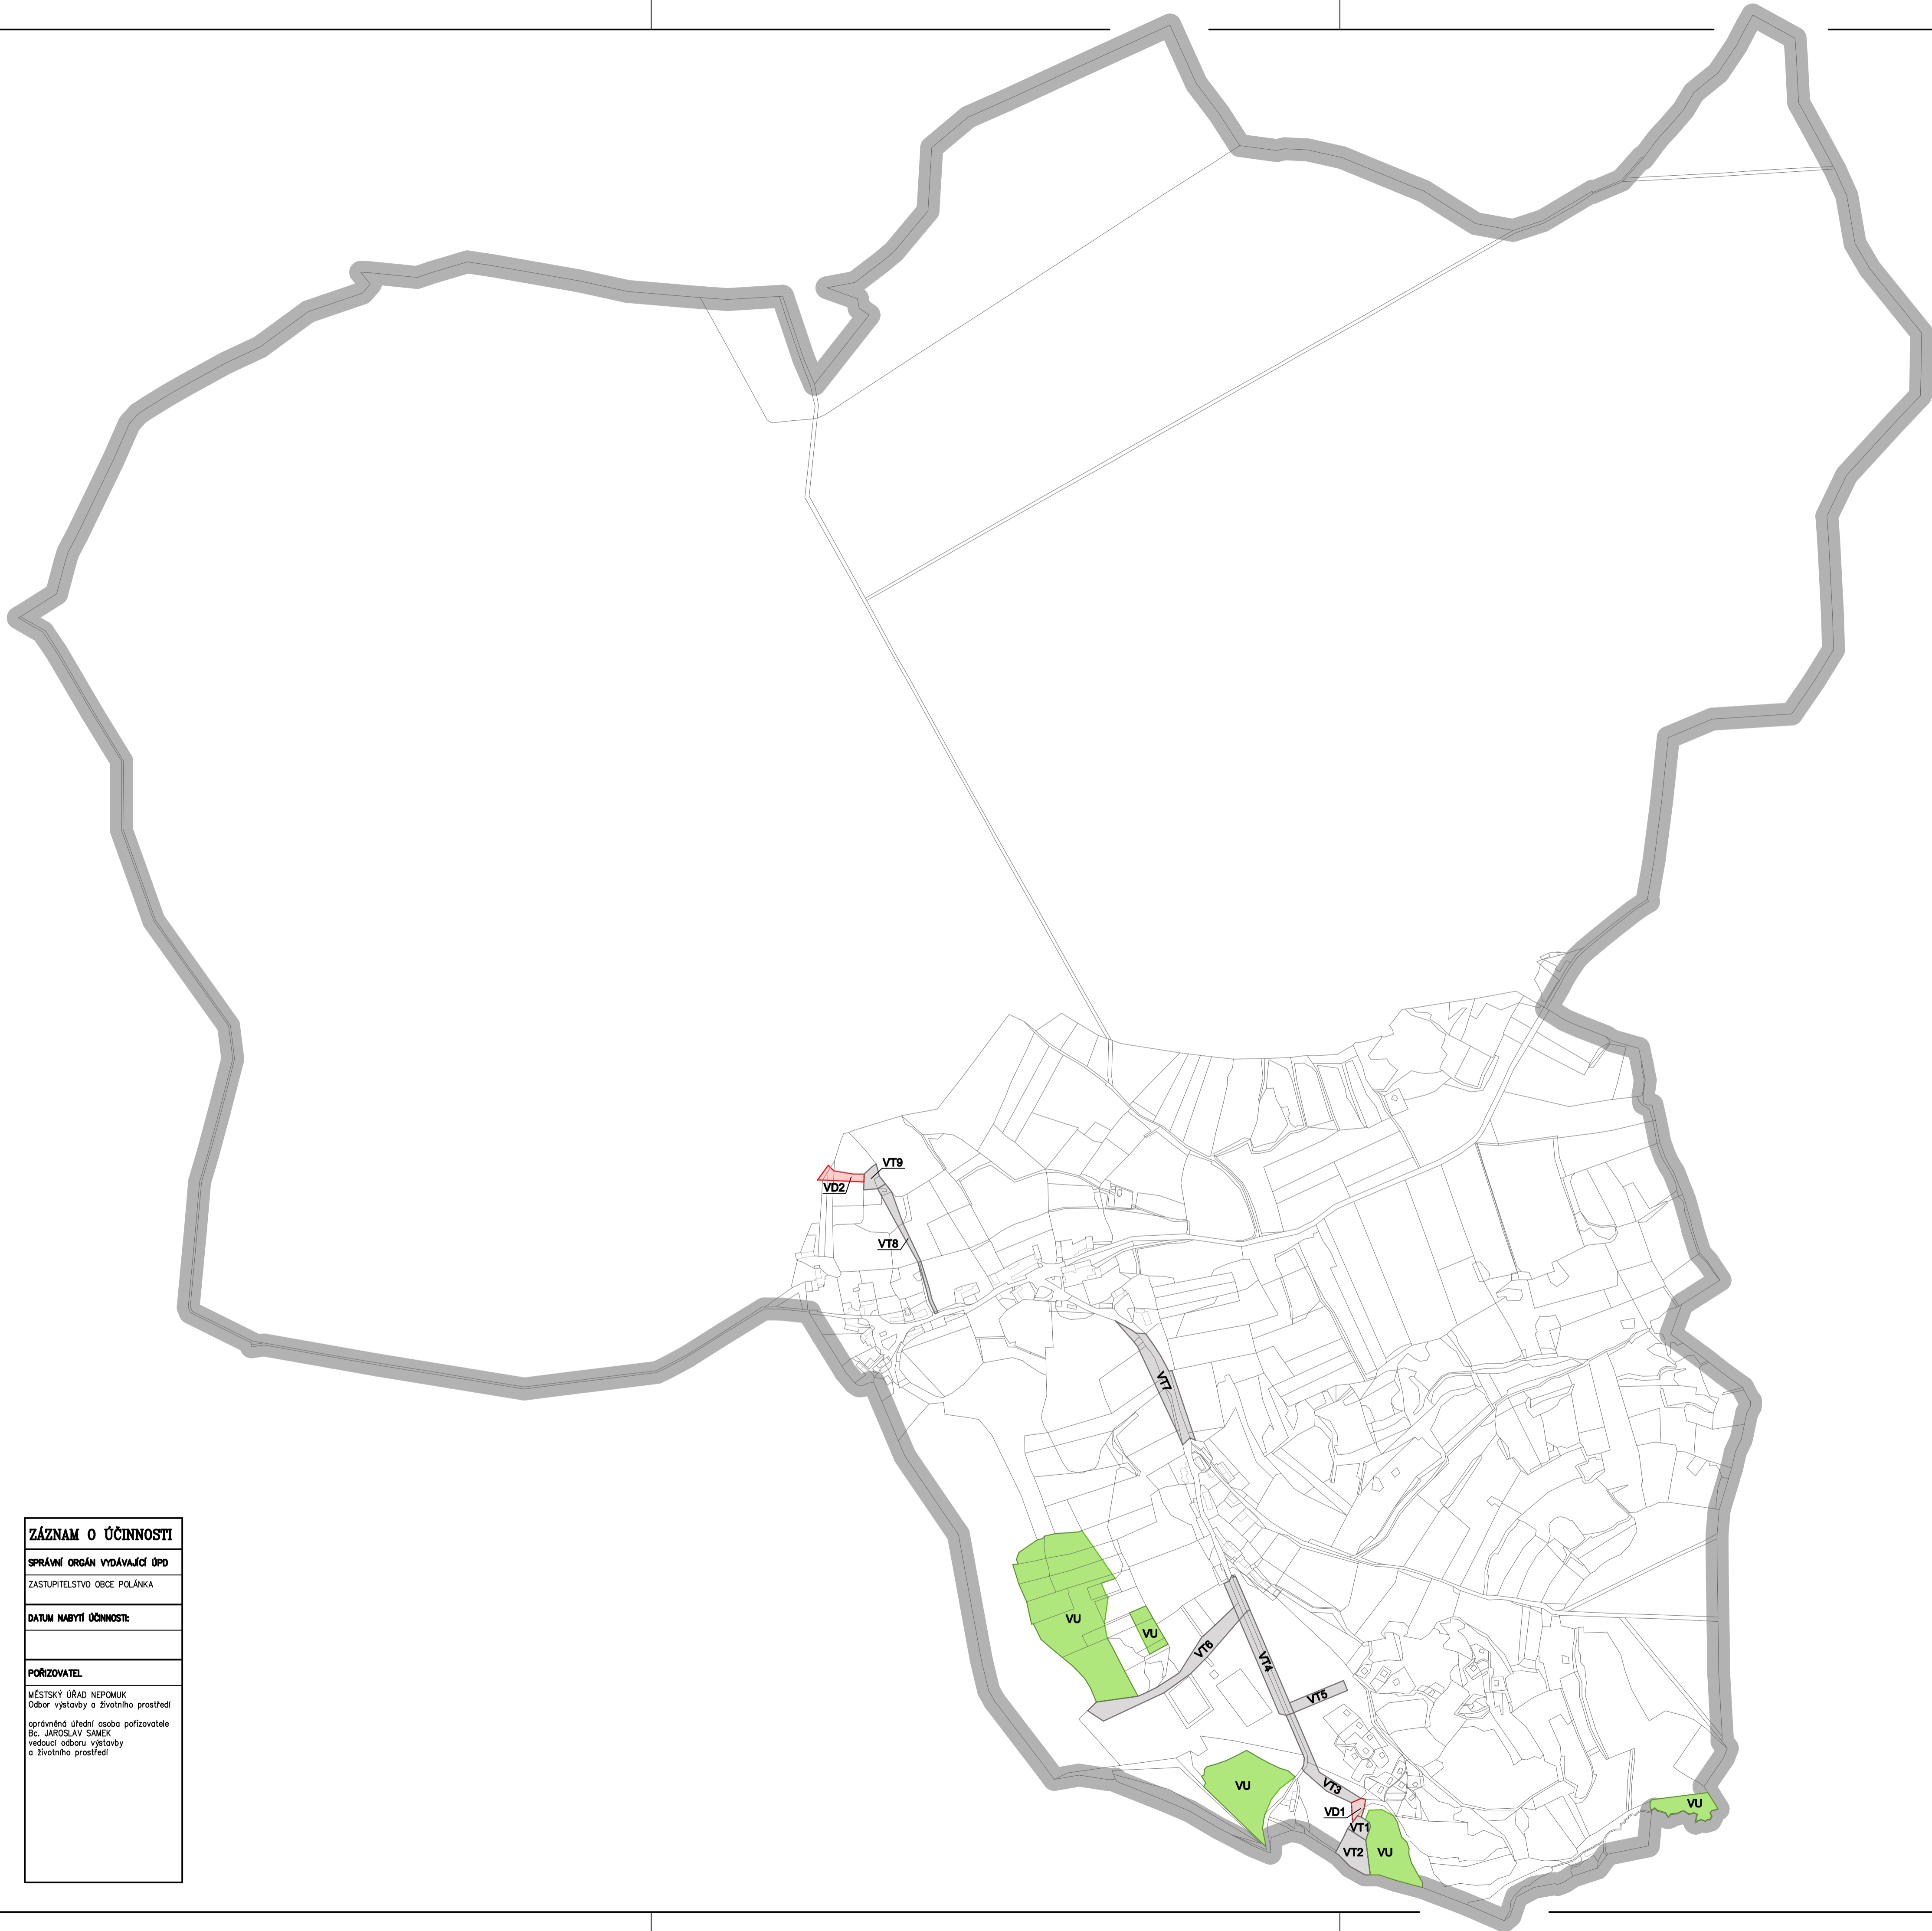 VT9
VD2
VT8
VT7
VU
VU
VT6
VT4
VT5
VU
VT3
VD1
VT1
VT2
VU
VU
ZÁZNAM O ÚČINNOSTI
SPRÁVNÍ ORGÁN VYDÁVAJÍCÍ ÚPD
ZASTUPITELSTVO OBCE POLÁNKA
DATUM NABYTÍ ÚČINNOSTI:
POŘIZOVATEL
MĚSTSKÝ ÚŘAD NEPOMUK
Odbor výstavby a životního prostředí
oprávněná úřední osoba pořizovatele
Bc. JAROSLAV SAMEK
vedoucí odboru výstavby
a životního prostředí